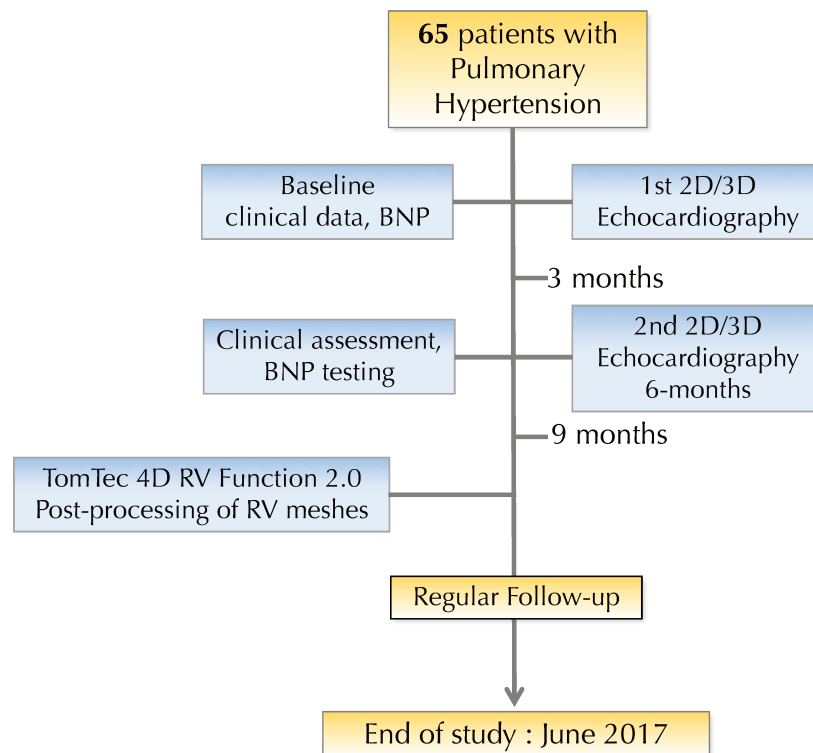 65 patients with
Pulmonary
Hypertension
Baseline
clinical data, BNP
1st 2D/3D
Echocardiography
3 months
Clinical assessment,
BNP testing
2nd 2D/3D
Echocardiography
6-months
9 months
TomTec 4D RV Function 2.0
Post-processing of RV meshes
Regular Follow-up
End of study : June 2017